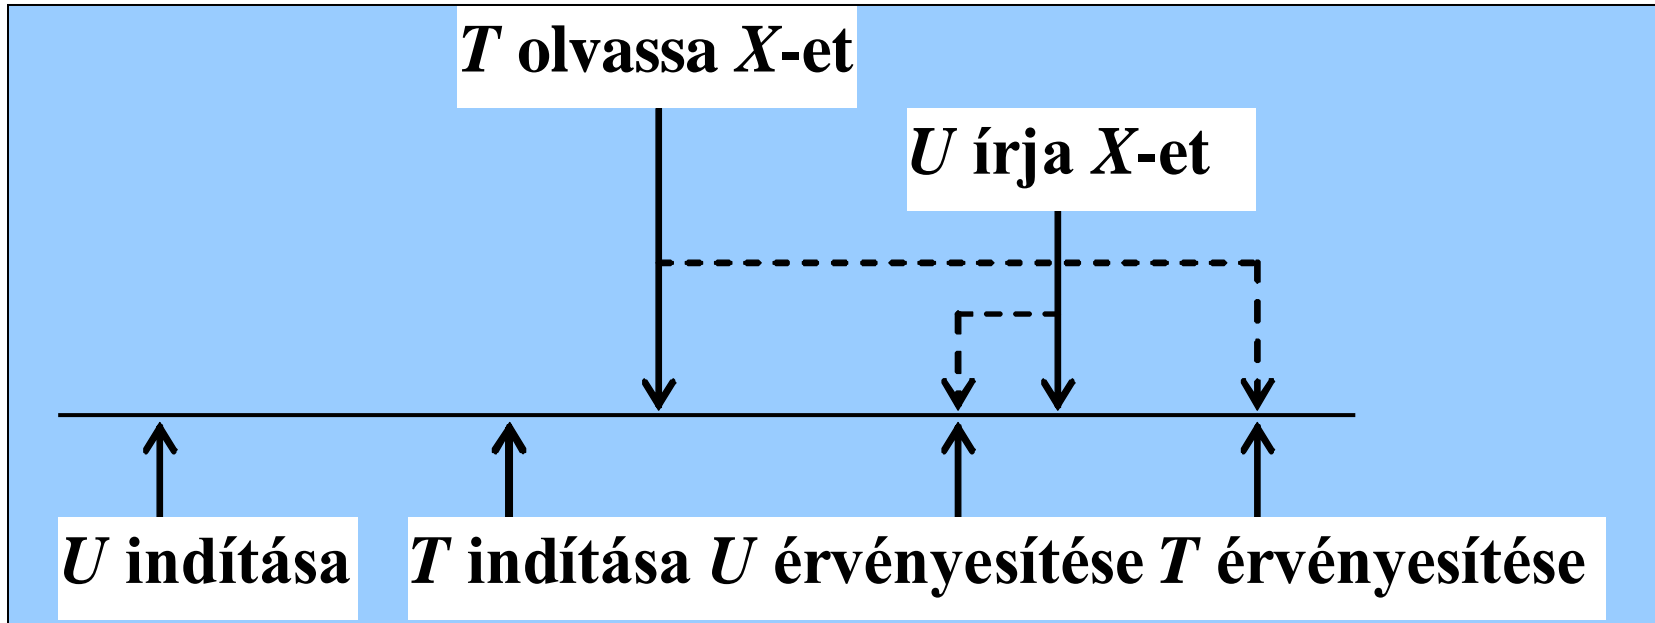 T olvassa X-et
U írja X-et
U indítása
T indítása
U érvényesítése
T érvényesítése